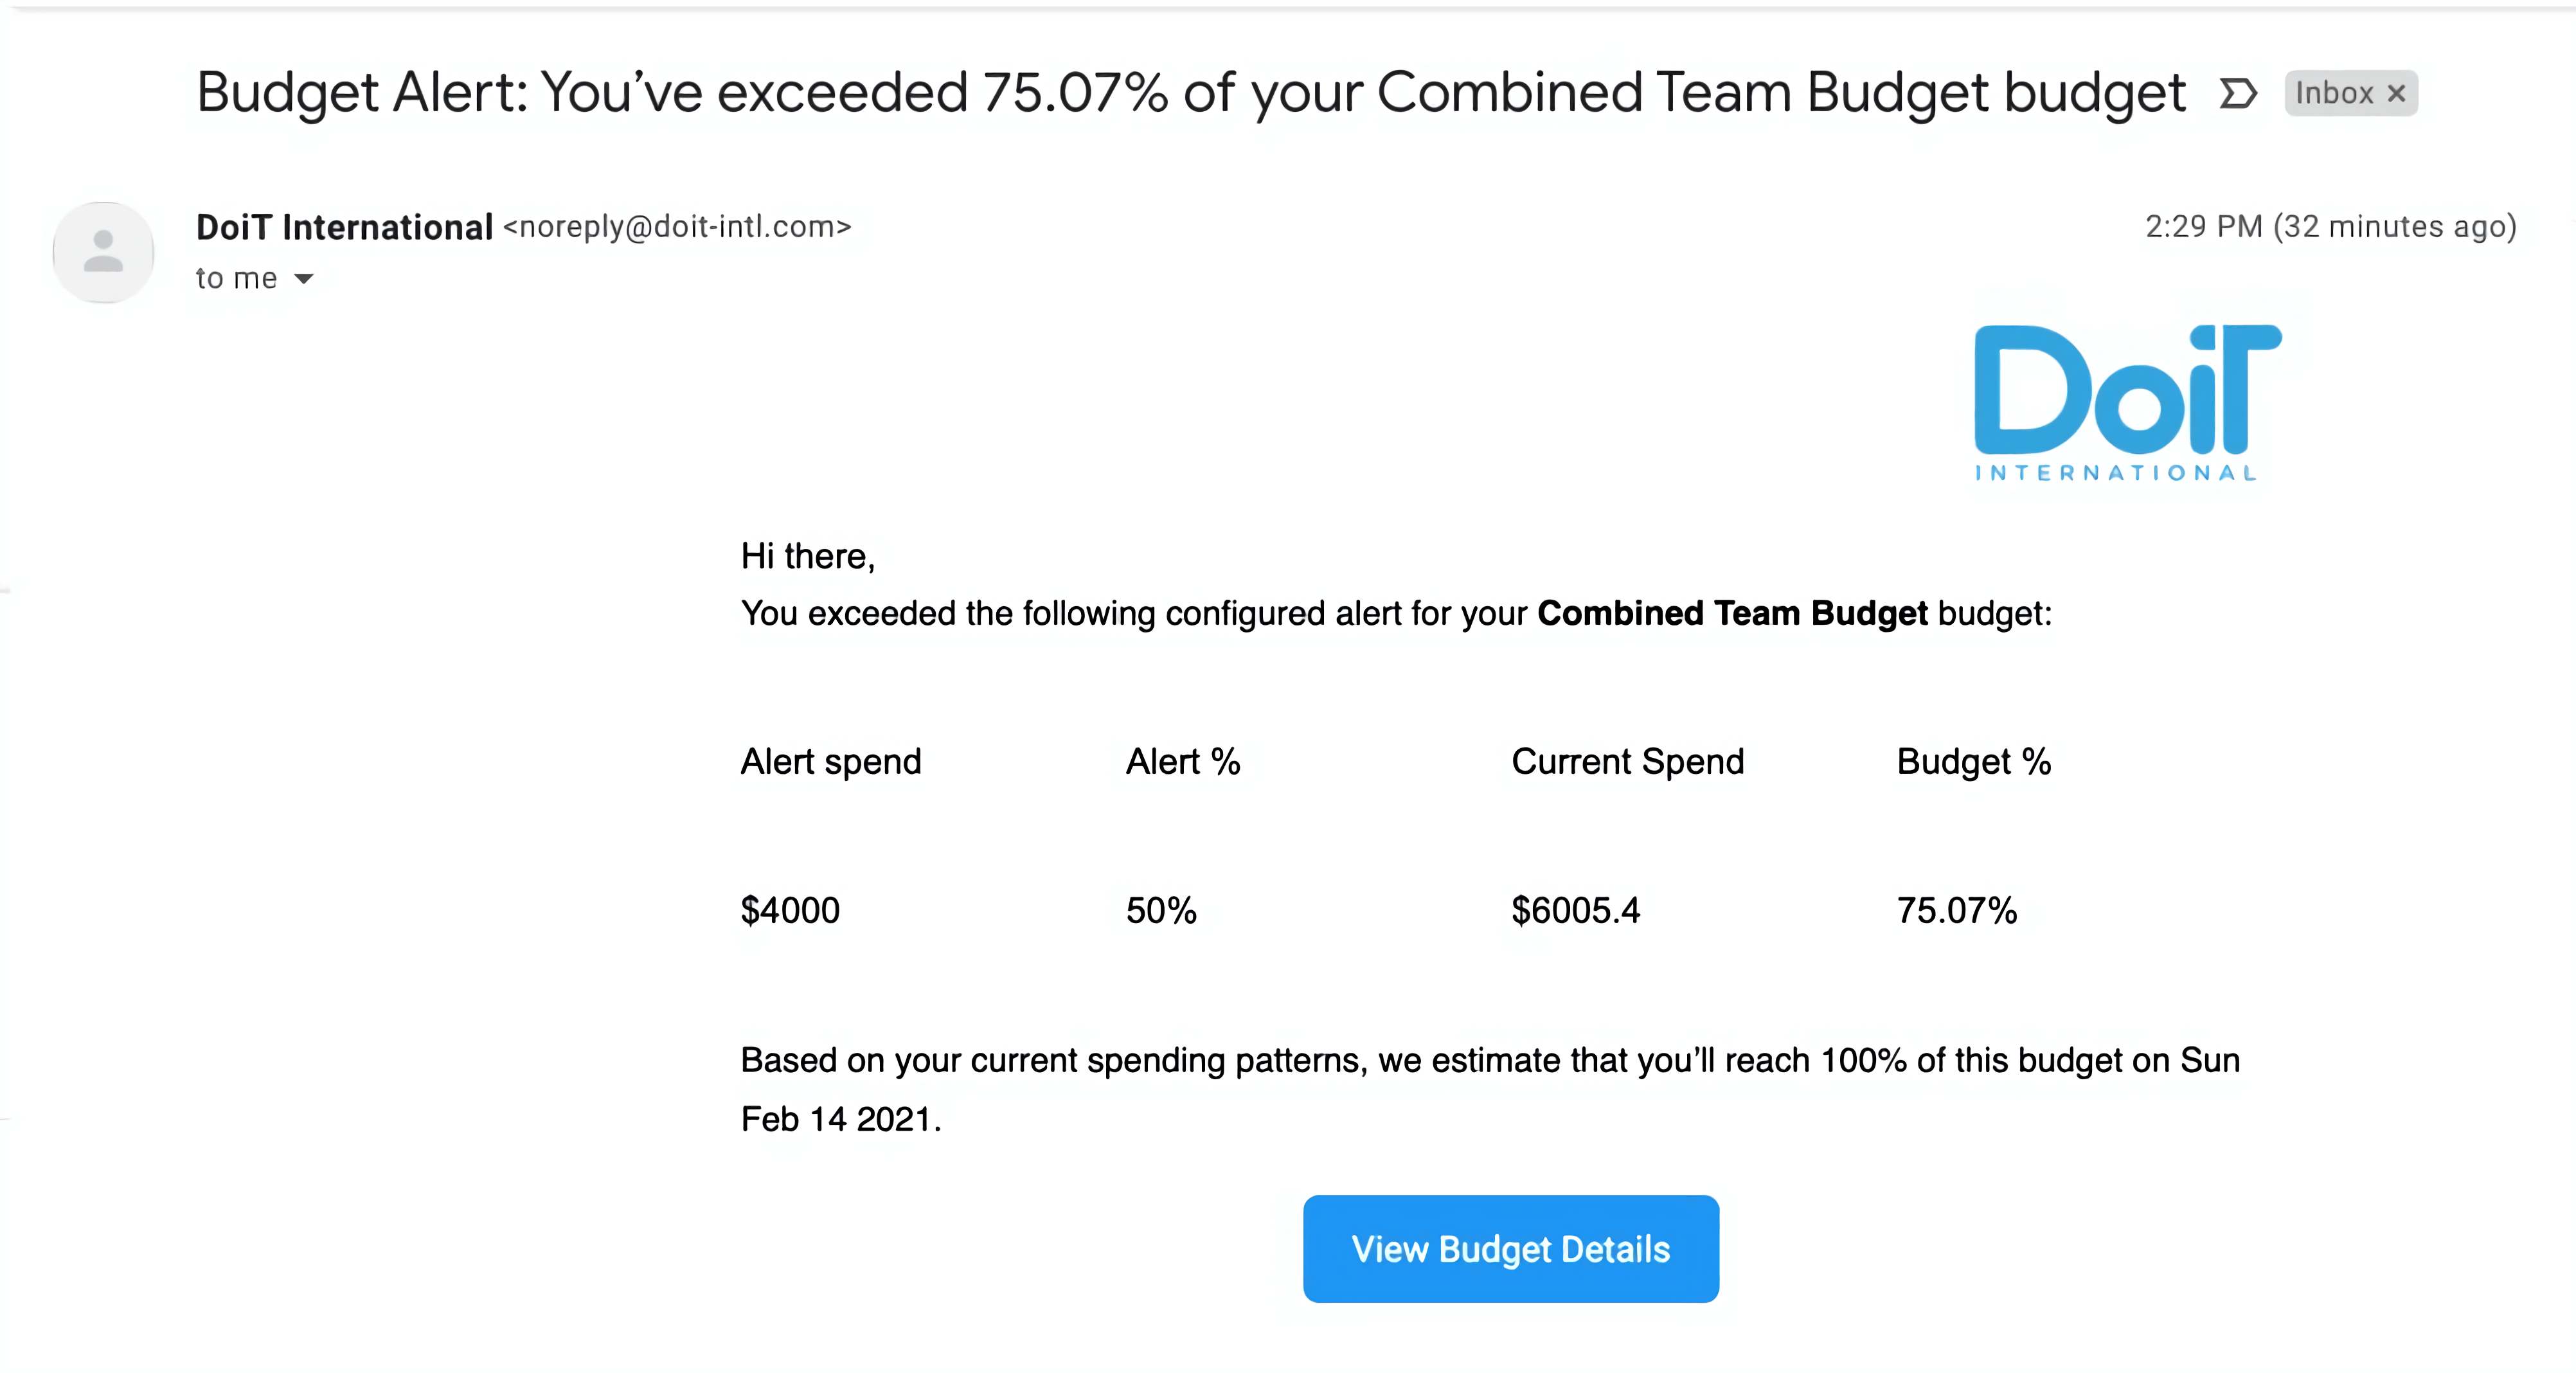 Budget Alert: You’ve exceeded 75.07% of your Combined Team Budget budget Inbox ×
DoiT International <noreply@doit-intl.com> 2:29 PM (32 minutes ago)
to me
DoiT
INTERNATIONAL
Hi there,
You exceeded the following configured alert for your Combined Team Budget budget:
Alert spend Alert % Current Spend Budget %
$4000 50% $6005.4 75.07%
Based on your current spending patterns, we estimate that you’ll reach 100% of this budget on Sun
Feb 14 2021.
View Budget Details